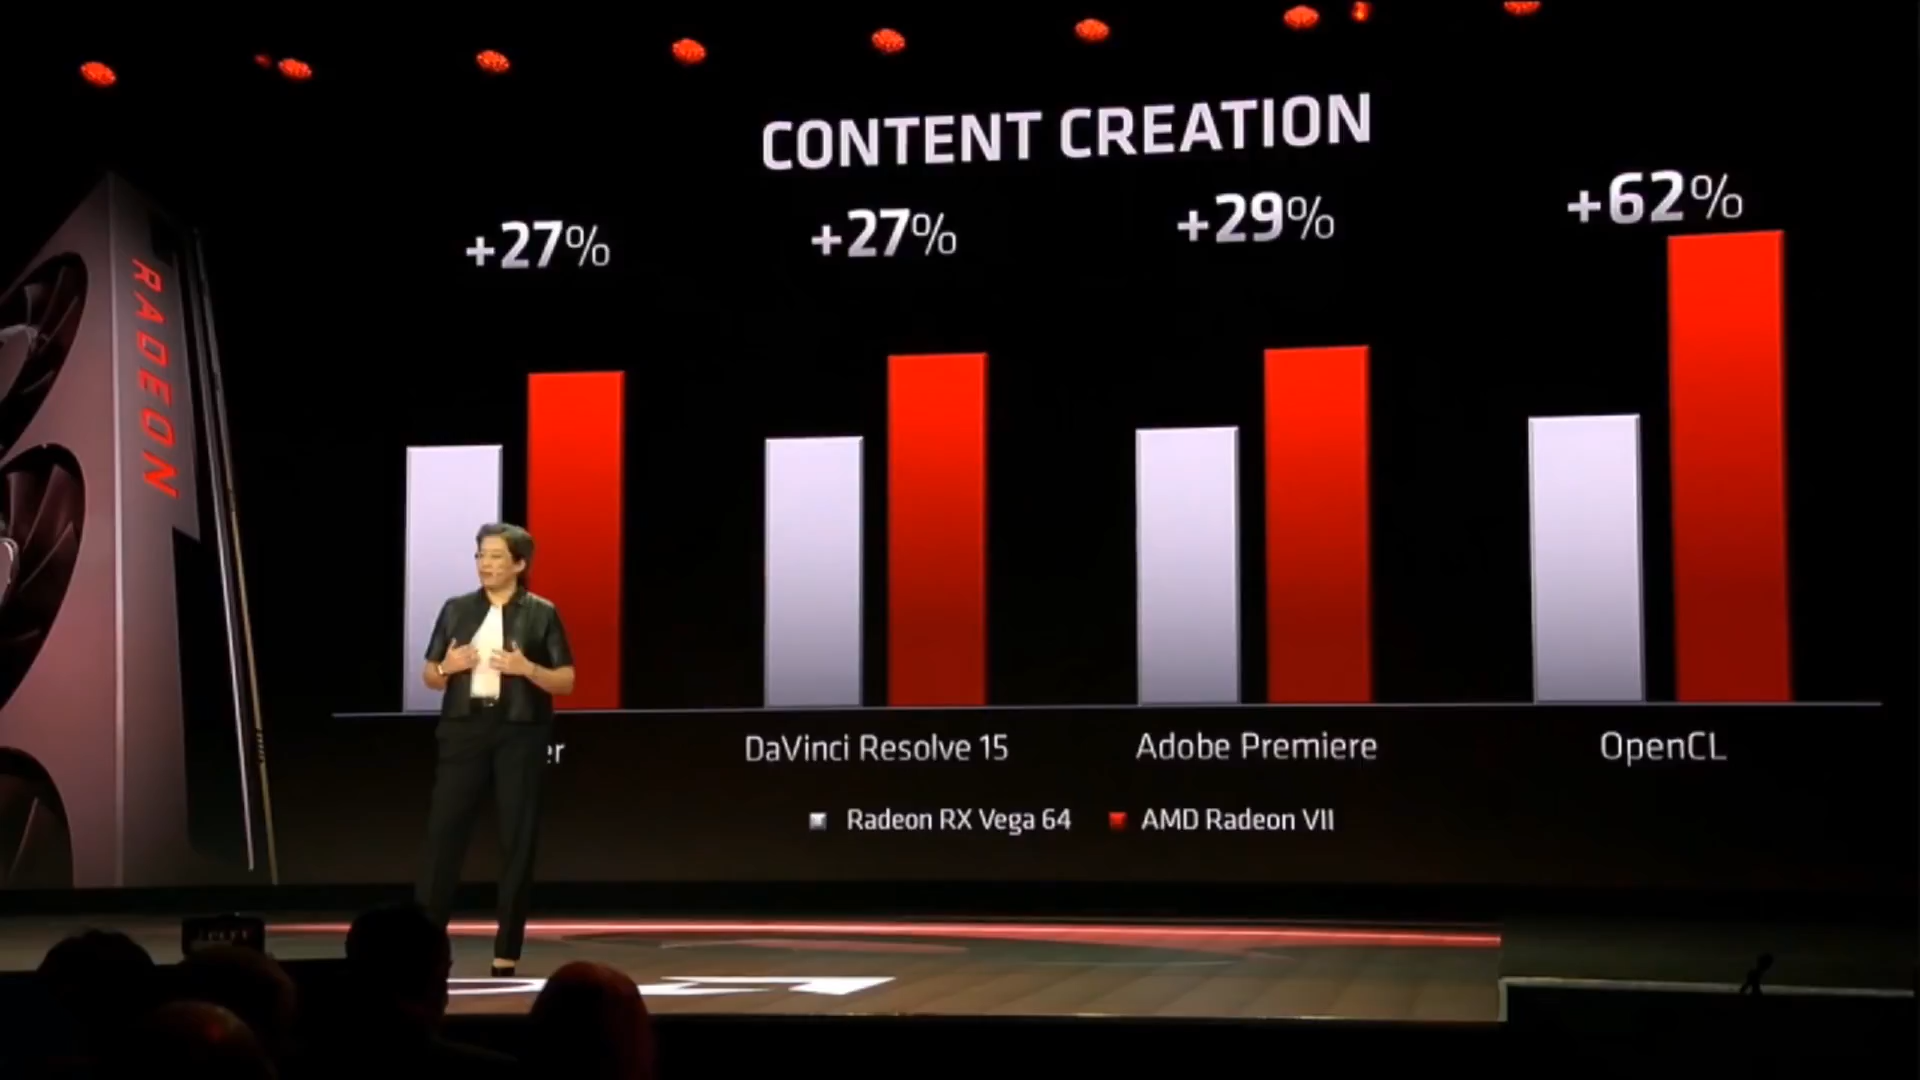 CONTENT CREATION
+27%
+27%
+29%
+62%
RADEON
er
DaVinci Resolve 15
Adobe Premiere
OpenCL
Radeon RX Vega 64
AMD Radeon VII